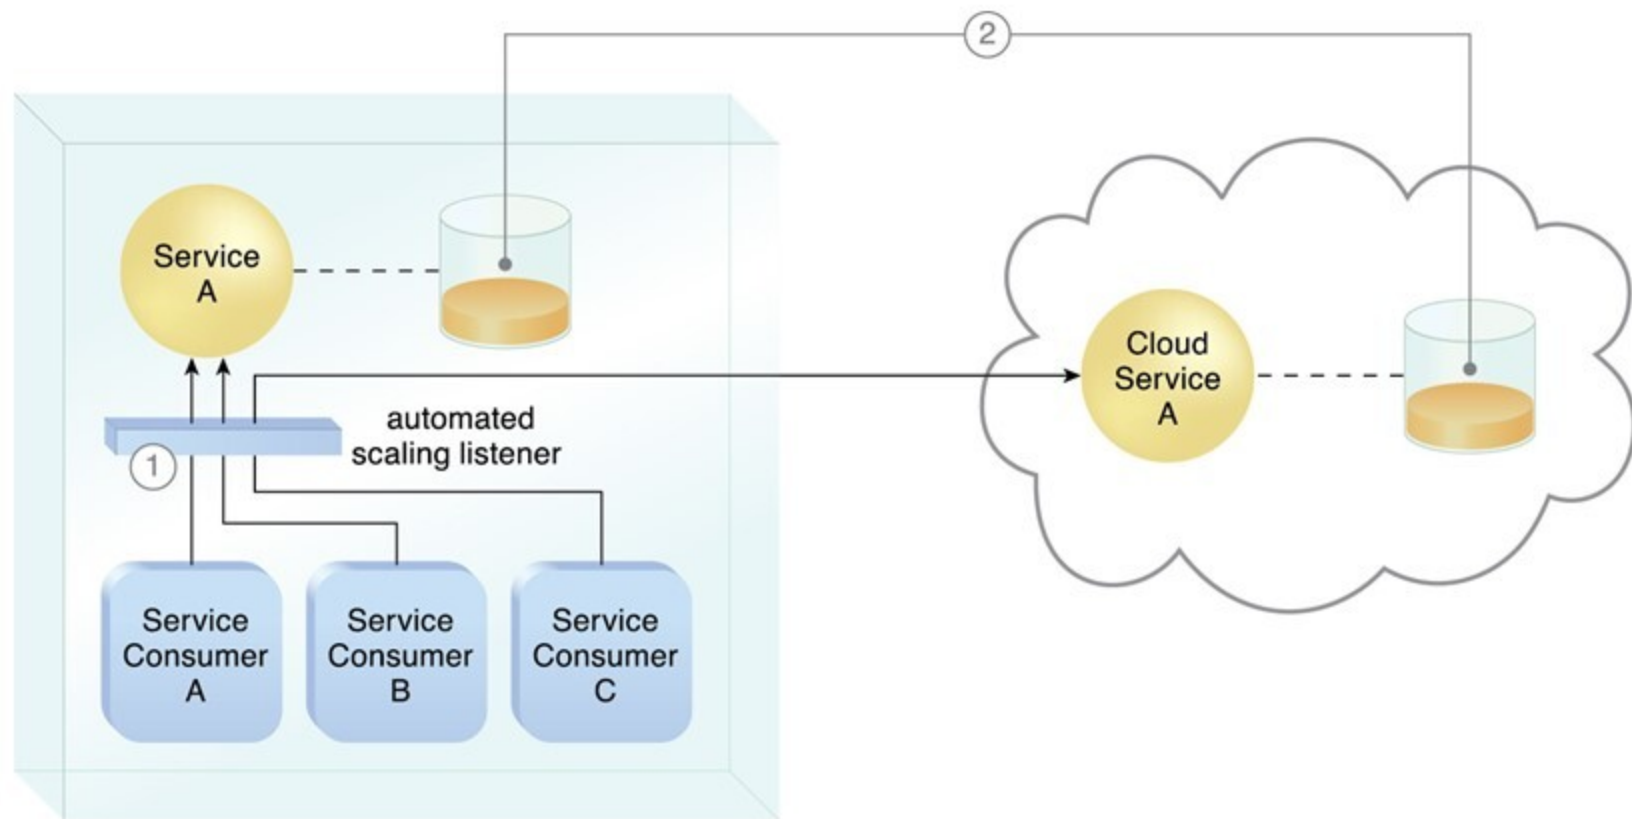 2
Service
A
automated
scaling listener
1
Cloud
Service
A
Service
Consumer
A
Service
Consumer
B
Service
Consumer
C